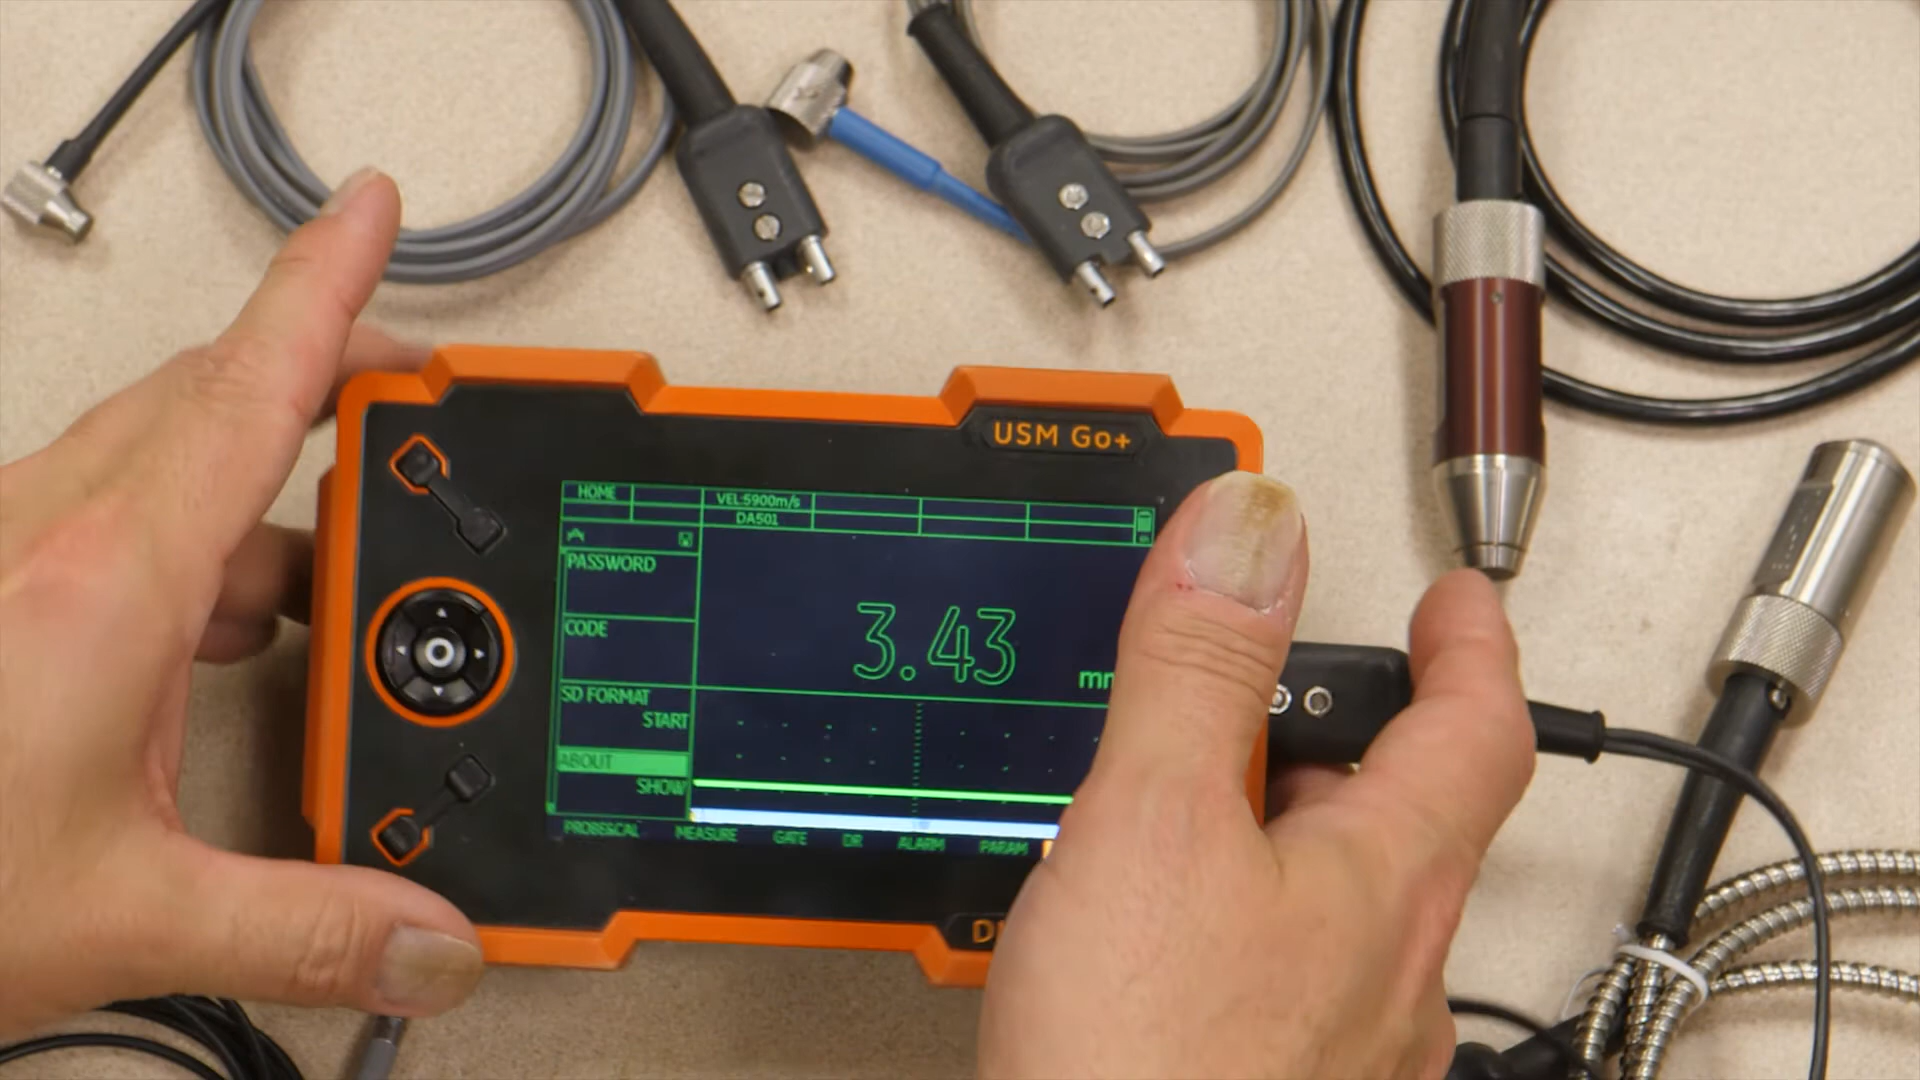 USM Go+
HOME
VEL:5900m/s
DA501
PASSWORD
CODE
3.43
SD FORMAT
START
ABOUT
SHOW
PROBE&CAL MEASURE GATE DR ALARM PARAM